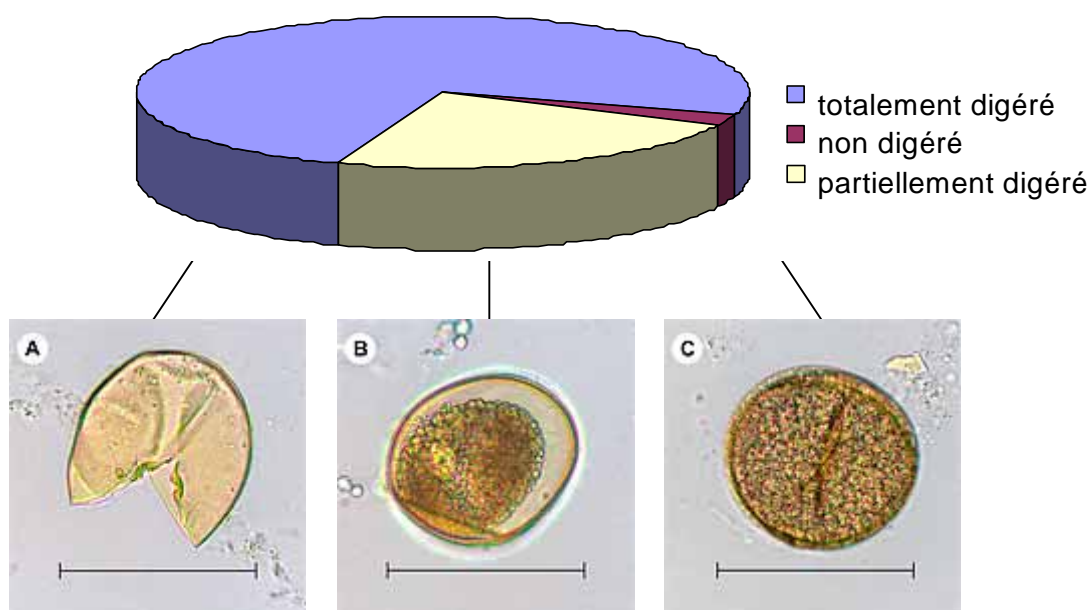 totalement digéré
non digéré
partiellement digéré
A
B
C